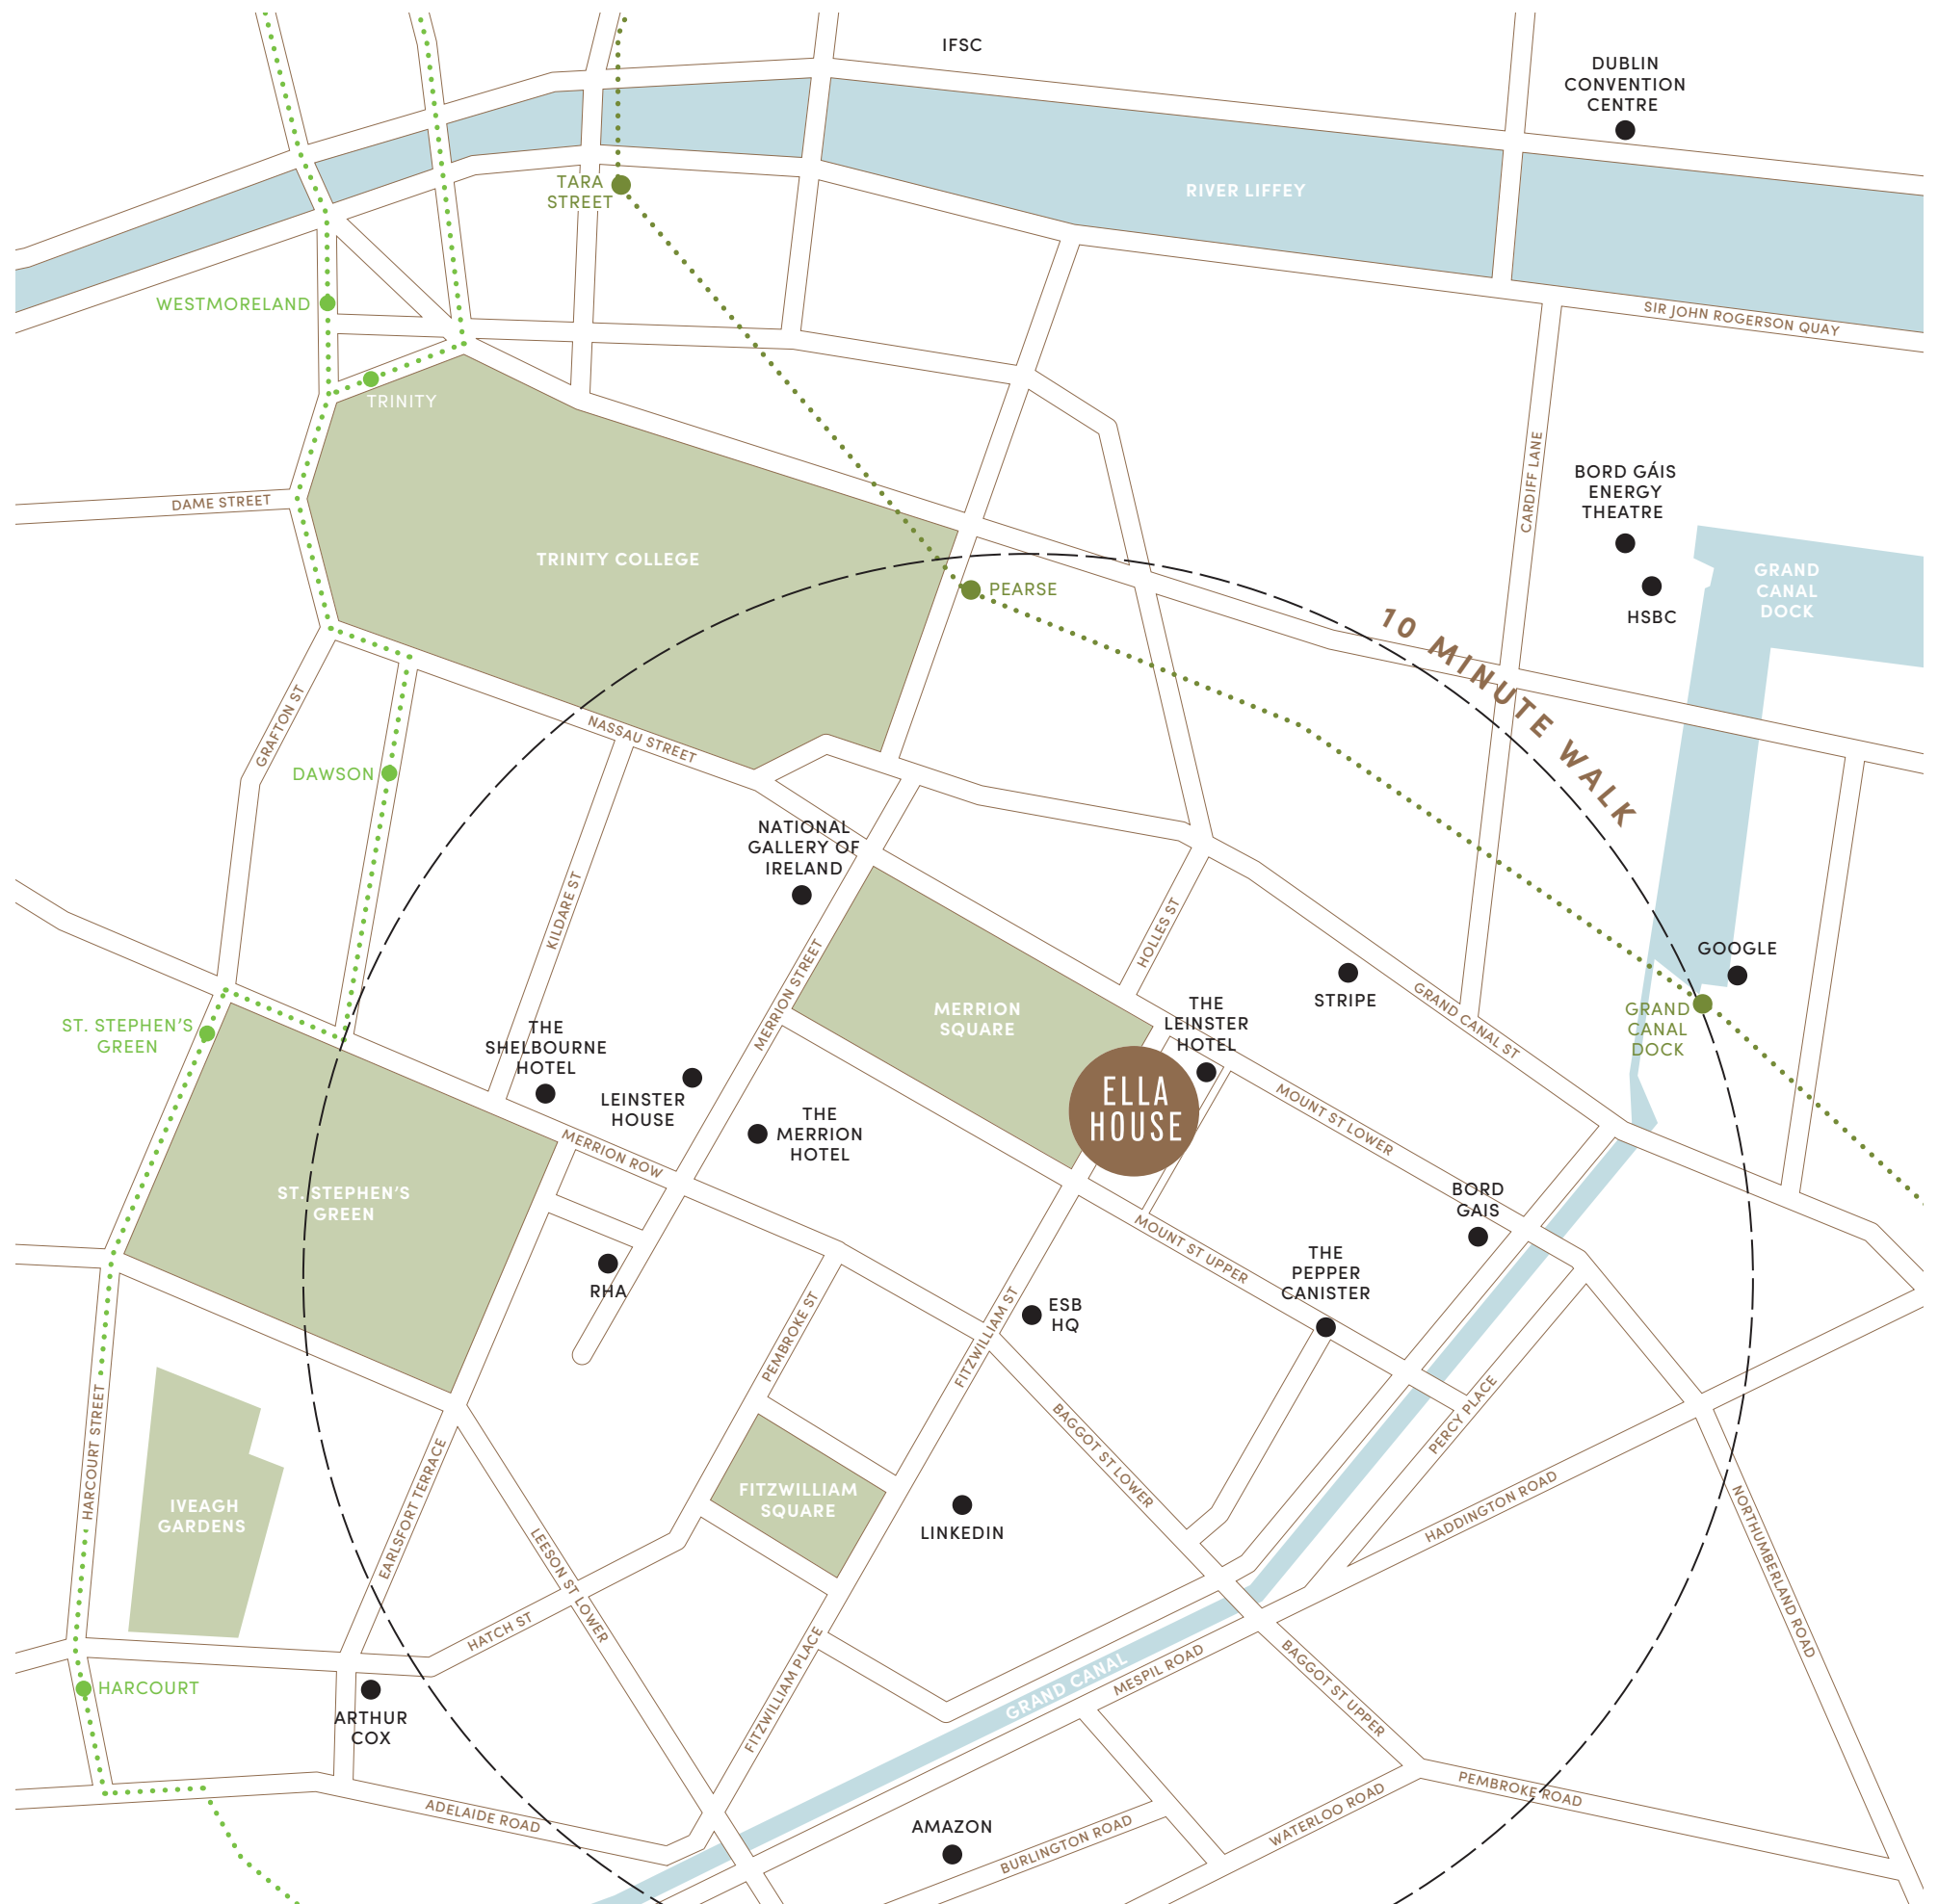 IFSC
DUBLIN
CONVENTION
CENTRE
TARA
STREET
RIVER LIFFEY
WESTMORELAND
SIR JOHN ROGERSON QUAY
TRINITY
DAME STREET
TRINITY COLLEGE
CARDIFF LANE
BORD GÁIS
ENERGY
THEATRE
HSBC
GRAND
CANAL
DOCK
PEARSE
10 MINUTE WALK
GRAFTON ST
NASSAU STREET
DAWSON
NATIONAL
GALLERY OF
IRELAND
KILDARE ST
MERRION STREET
HOLLES ST
GOOGLE
STRIPE
GRAND CANAL ST
GRAND
CANAL
DOCK
MERRION
SQUARE
THE
LEINSTER
HOTEL
ST. STEPHEN'S
GREEN
THE
SHELBOURNE
HOTEL
LEINSTER
HOUSE
THE
MERRION
HOTEL
ELLA
HOUSE
MOUNT ST LOWER
MERRION ROW
ST. STEPHEN'S
GREEN
BORD
GAIS
MOUNT ST UPPER
THE
PEPPER
CANISTER
RHA
ESB
HQ
PEMBROKE ST
FITZWILLIAM ST
PERCY PLACE
HARCOURT STREET
BAGGOT ST LOWER
FITZWILLIAM
SQUARE
IVEAGH
GARDENS
EARLSFORT TERRACE
LINKEDIN
HADDINGTON ROAD
NORTHUMBERLAND ROAD
LEESON ST LOWER
HATCH ST
FITZWILLIAM PLACE
GRAND CANAL
MESPIL ROAD
BAGGOT ST UPPER
HARCOURT
ARTHUR
COX
PEMBROKE ROAD
ADELAIDE ROAD
AMAZON
BURLINGTON ROAD
WATERLOO ROAD